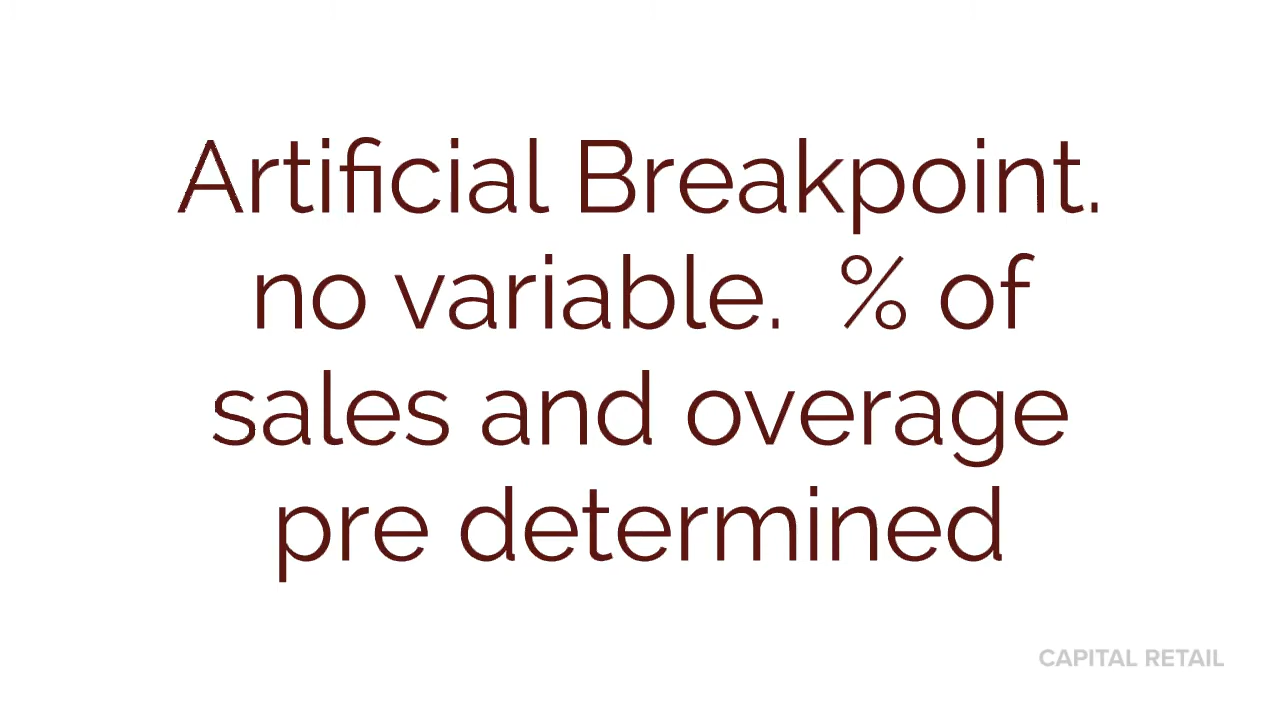 Artificial Breakpoint.
no variable.  % of
sales and overage
pre determined
CAPITAL RETAIL